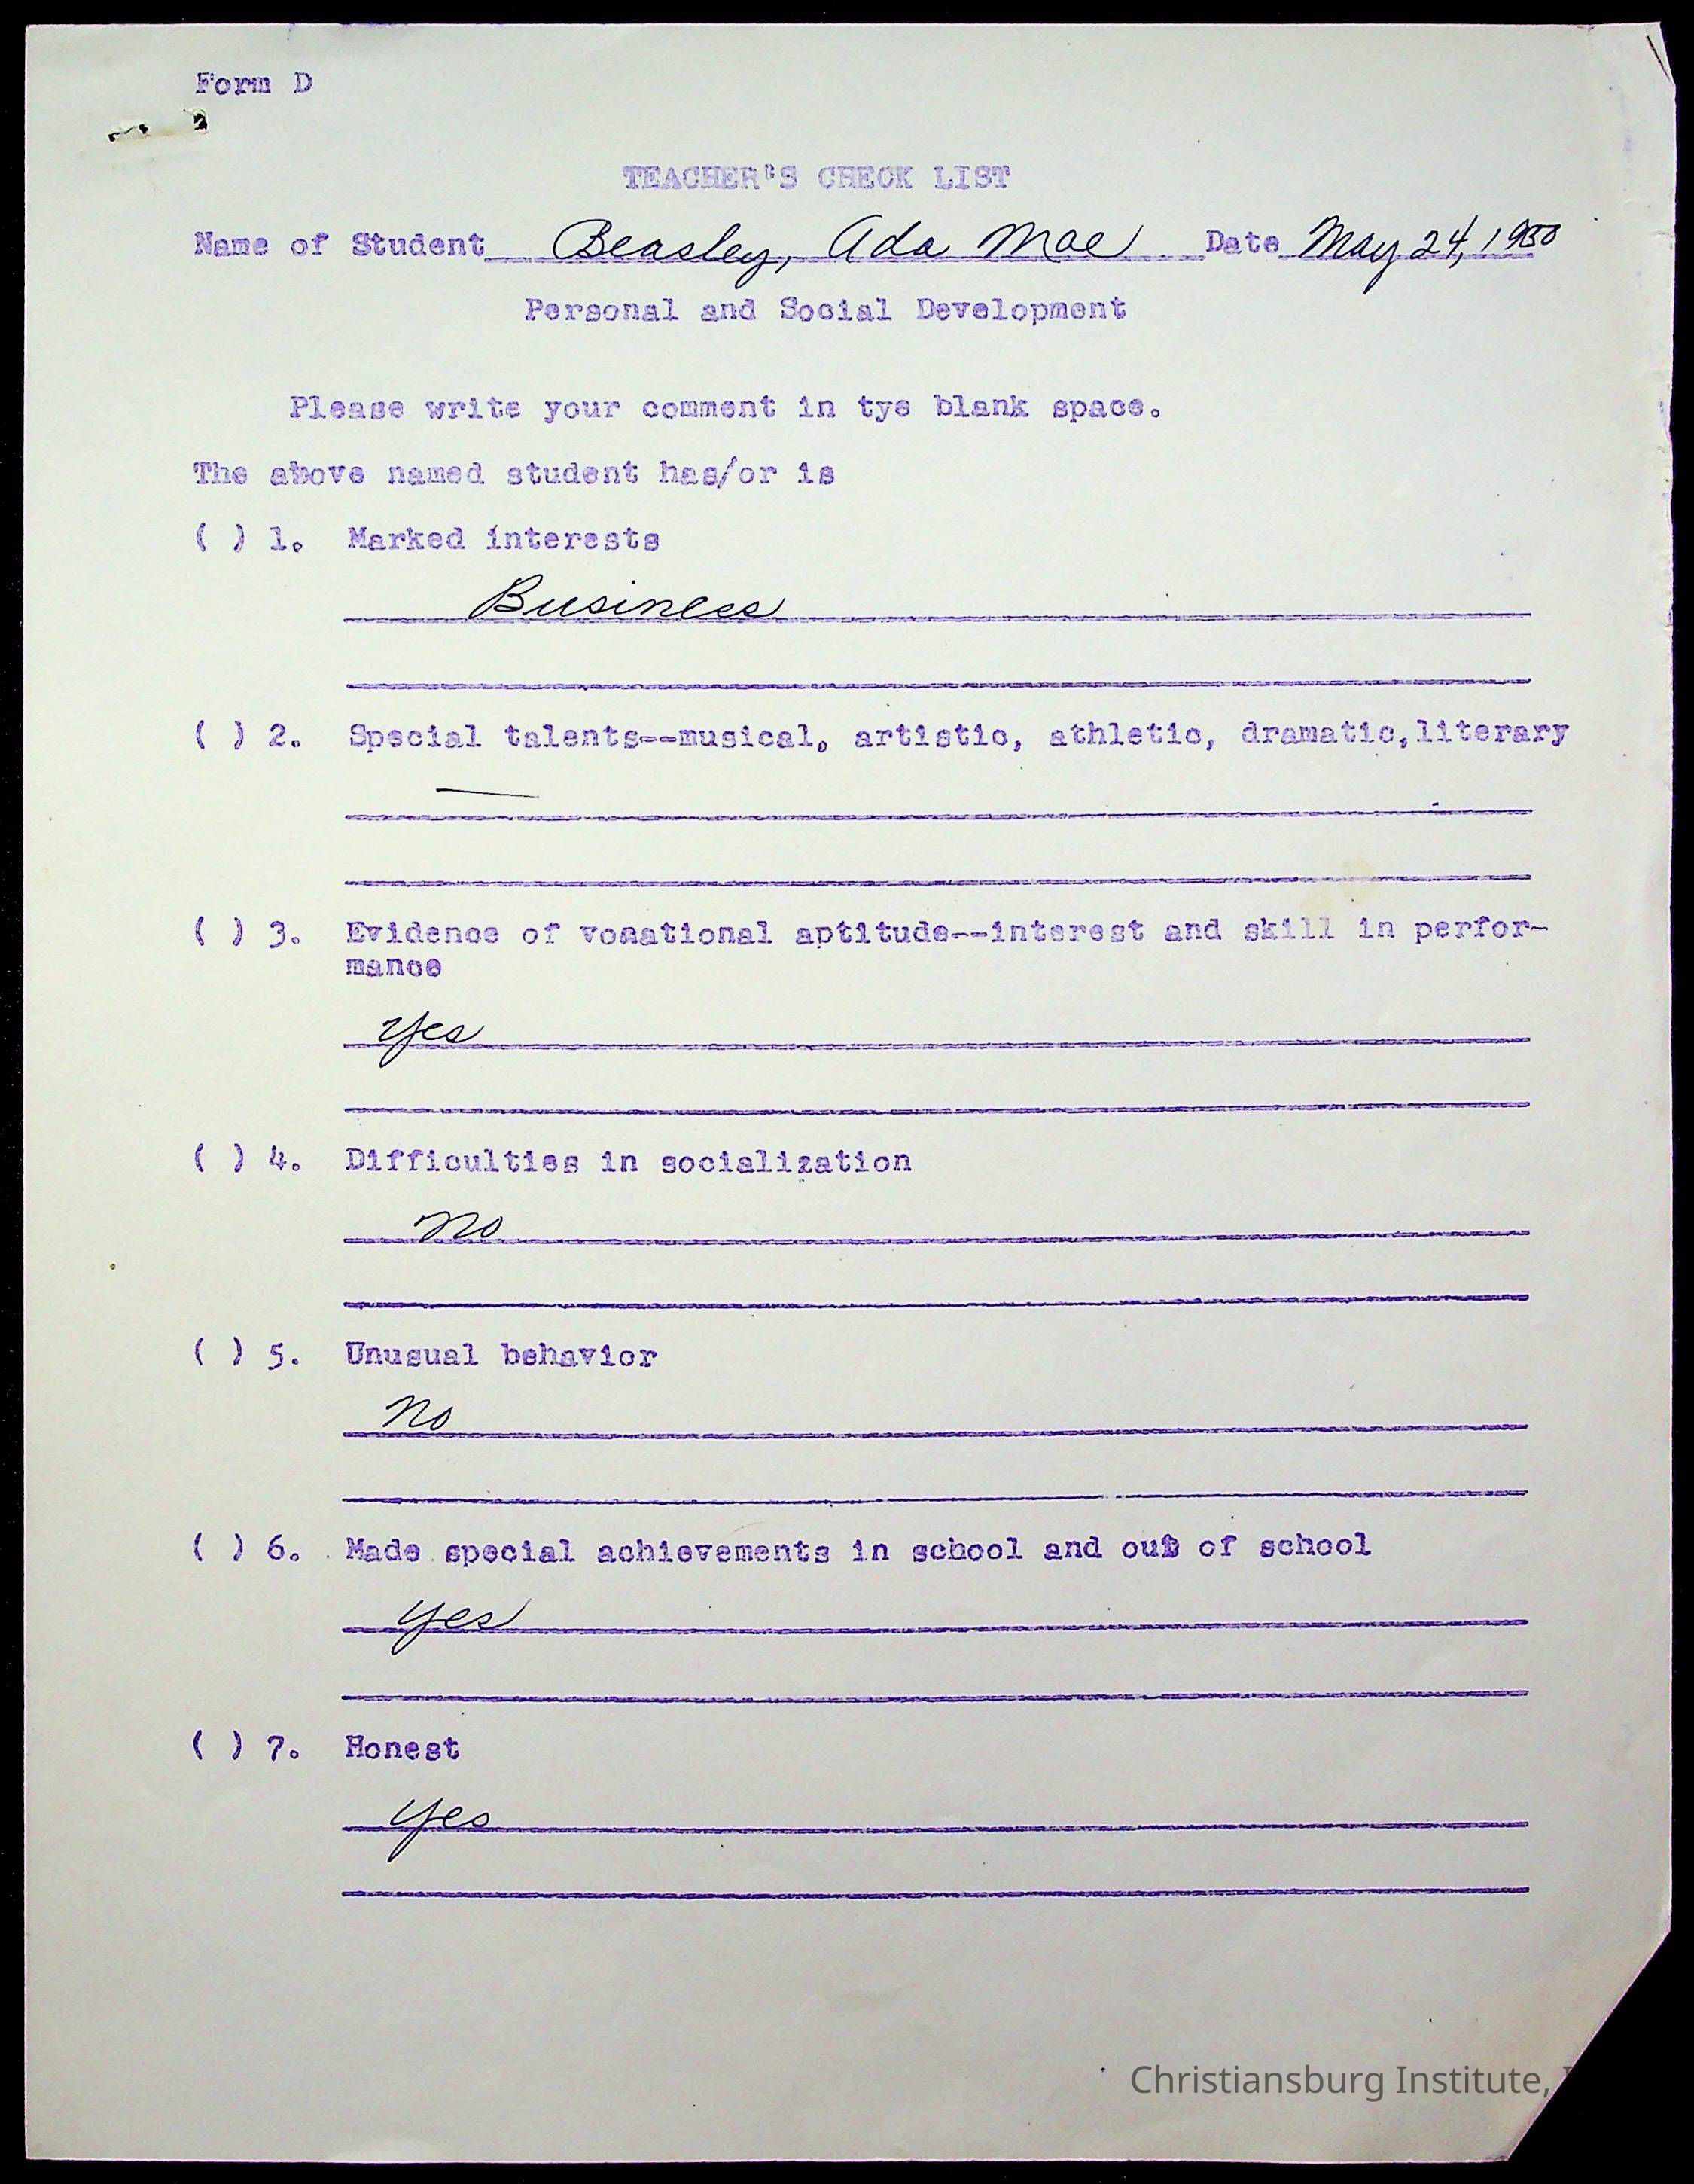 Form D
TEACHER'S CHECK LIST
Name of Student Beasley, Ada Mae Date May 24, 1950
Personal and Social Development
Please write your comment in tye blank space.
The above named student has/or is
( ) 1. Marked interests
Business
( ) 2. Special talents--musical, artistic, athletic, dramatic, literary
—
( ) 3. Evidence of vomational aptitude--interest and skill in perfor-
mance
yes
( ) 4. Difficulties in socialization
no
( ) 5. Unusual behavior
no
( ) 6. Made special achievements in school and out of school
yes
( ) 7. Honest
yes
Christiansburg Institute,